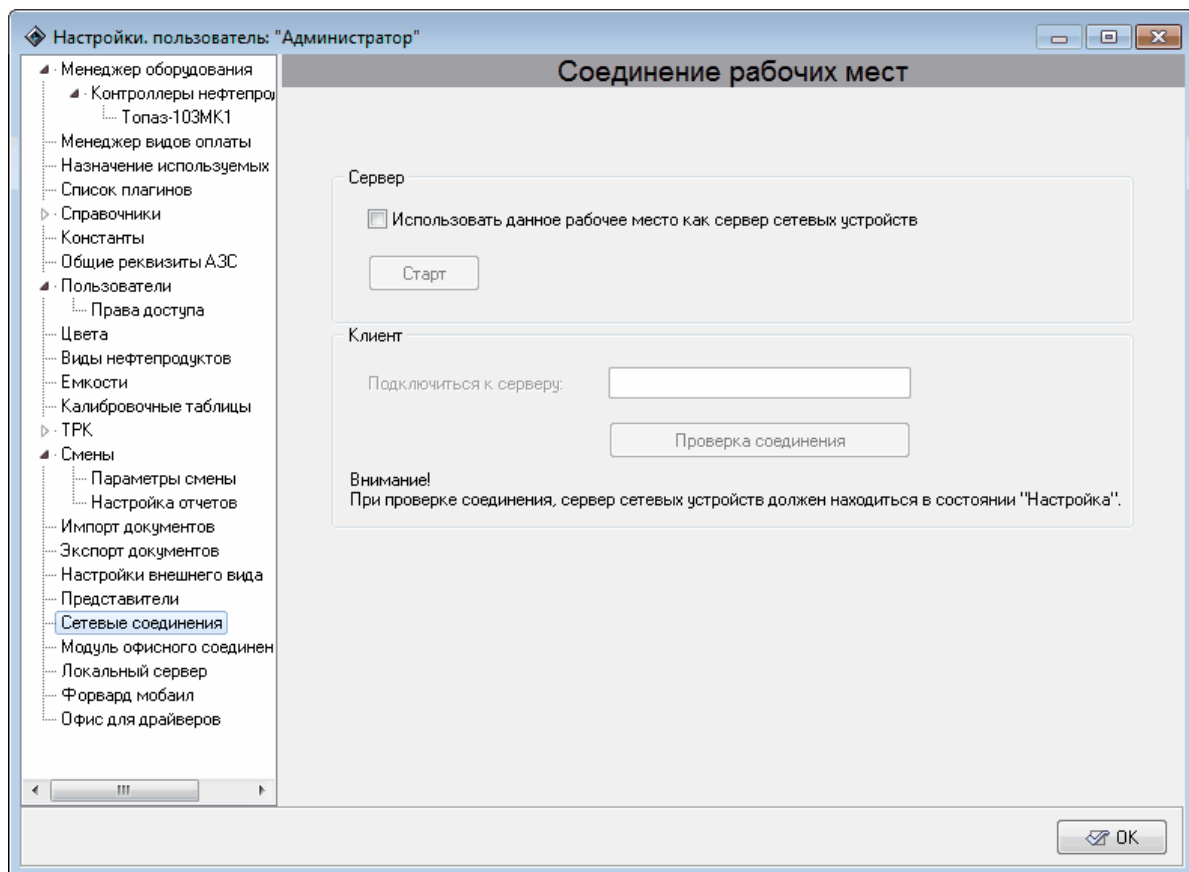 Настройки. пользователь: "Администратор"
Менеджер оборудования
Контроллеры нефтепрод
Топаз-103МК1
Менеджер видов оплаты
Назначение используемых
Список плагинов
Справочники
Константы
Общие реквизиты АЗС
Пользователи
Права доступа
Цвета
Виды нефтепродуктов
Емкости
Калибровочные таблицы
ТРК
Смены
Параметры смены
Настройка отчетов
Импорт документов
Экспорт документов
Настройки внешнего вида
Представители
Сетевые соединения
Модуль офисного соединен
Локальный сервер
Форвард мобаил
Офис для драйверов
Соединение рабочих мест
Сервер
Использовать данное рабочее место как сервер сетевых устройств
Старт
Клиент
Подключиться к серверу:
Проверка соединения
Внимание!
При проверке соединения, сервер сетевых устройств должен находиться в состоянии "Настройка".
OK